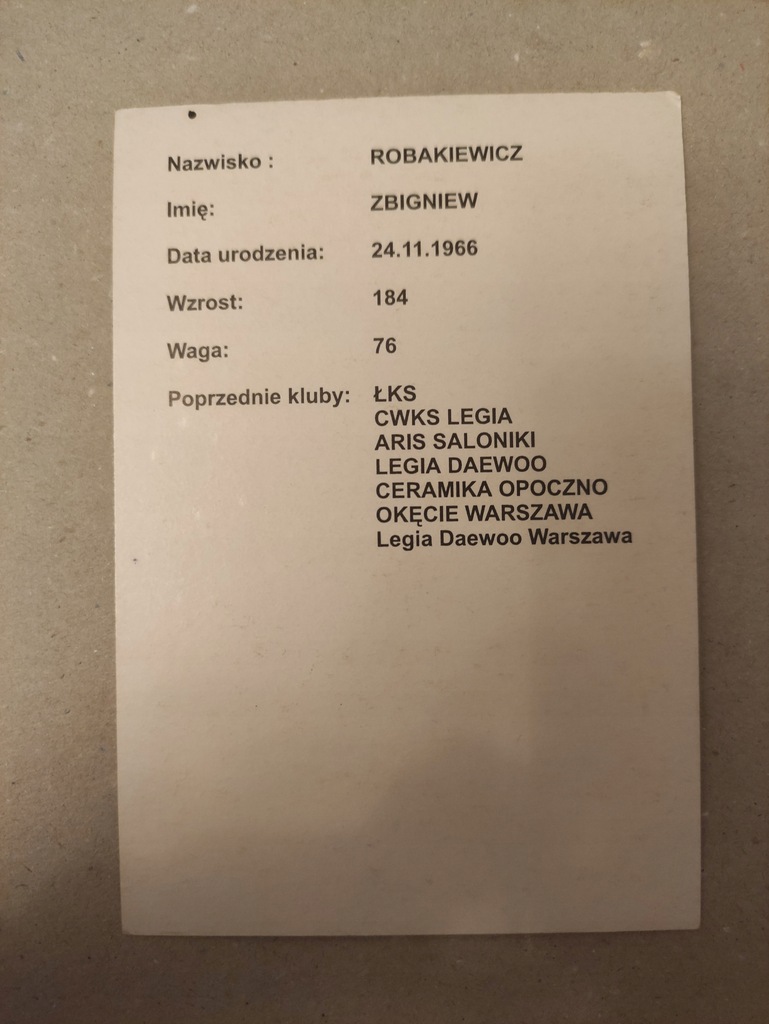 Nazwisko : ROBAKIEWICZ
Imię: ZBIGNIEW
Data urodzenia: 24.11.1966
Wzrost: 184
Waga: 76
Poprzednie kluby: ŁKS
CWKS LEGIA
ARIS SALONIKI
LEGIA DAEWOO
CERAMIKA OPOCZNO
OKĘCIE WARSZAWA
Legia Daewoo Warszawa